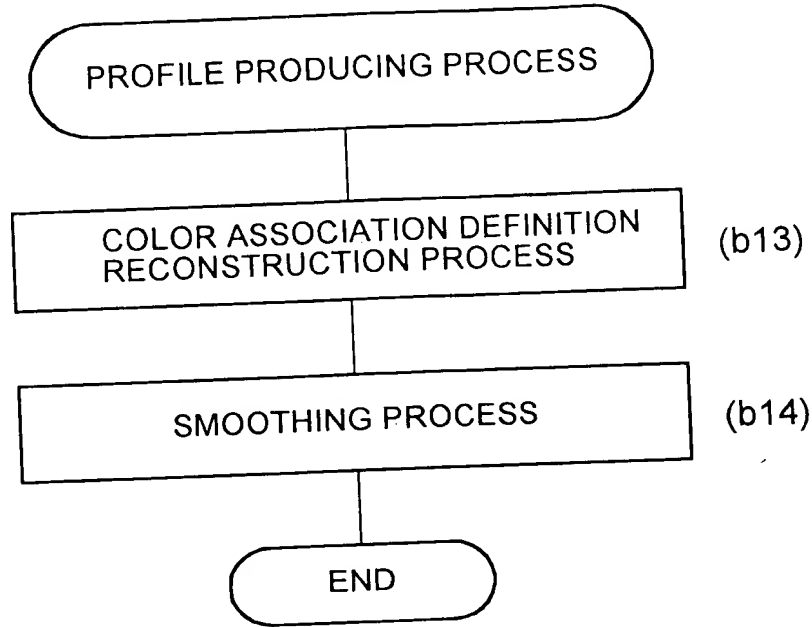 PROFILE PRODUCING PROCESS
COLOR ASSOCIATION DEFINITION
RECONSTRUCTION PROCESS
(b13)
SMOOTHING PROCESS
(b14)
END